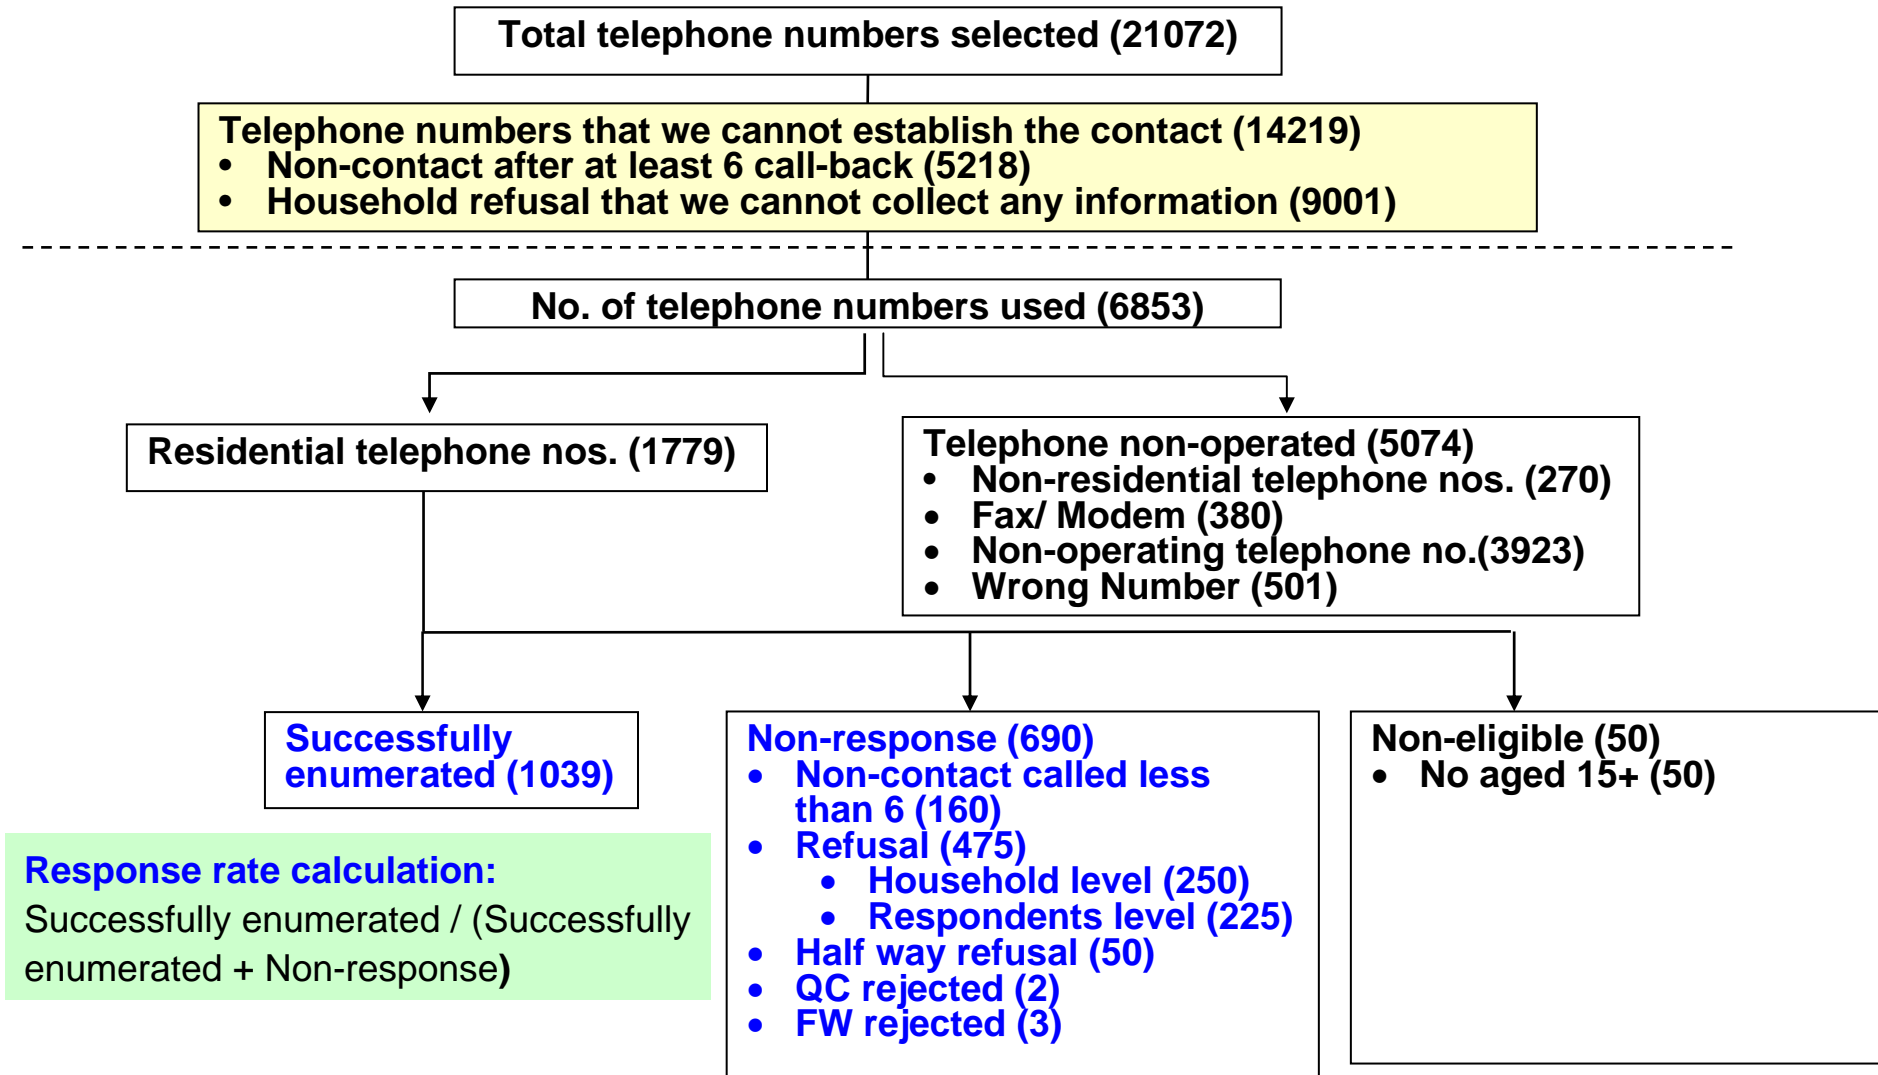 Total telephone numbers selected (21072)
Telephone numbers that we cannot establish the contact (14219)
• Non-contact after at least 6 call-back (5218)
• Household refusal that we cannot collect any information (9001)
No. of telephone numbers used (6853)
Residential telephone nos. (1779)
Telephone non-operated (5074)
• Non-residential telephone nos. (270)
• Fax/ Modem (380)
• Non-operating telephone no.(3923)
• Wrong Number (501)
Successfully
enumerated (1039)
Non-response (690)
• Non-contact called less
than 6 (160)
• Refusal (475)
• Household level (250)
• Respondents level (225)
• Half way refusal (50)
• QC rejected (2)
• FW rejected (3)
Non-eligible (50)
• No aged 15+ (50)
Response rate calculation:
Successfully enumerated / (Successfully
enumerated + Non-response)